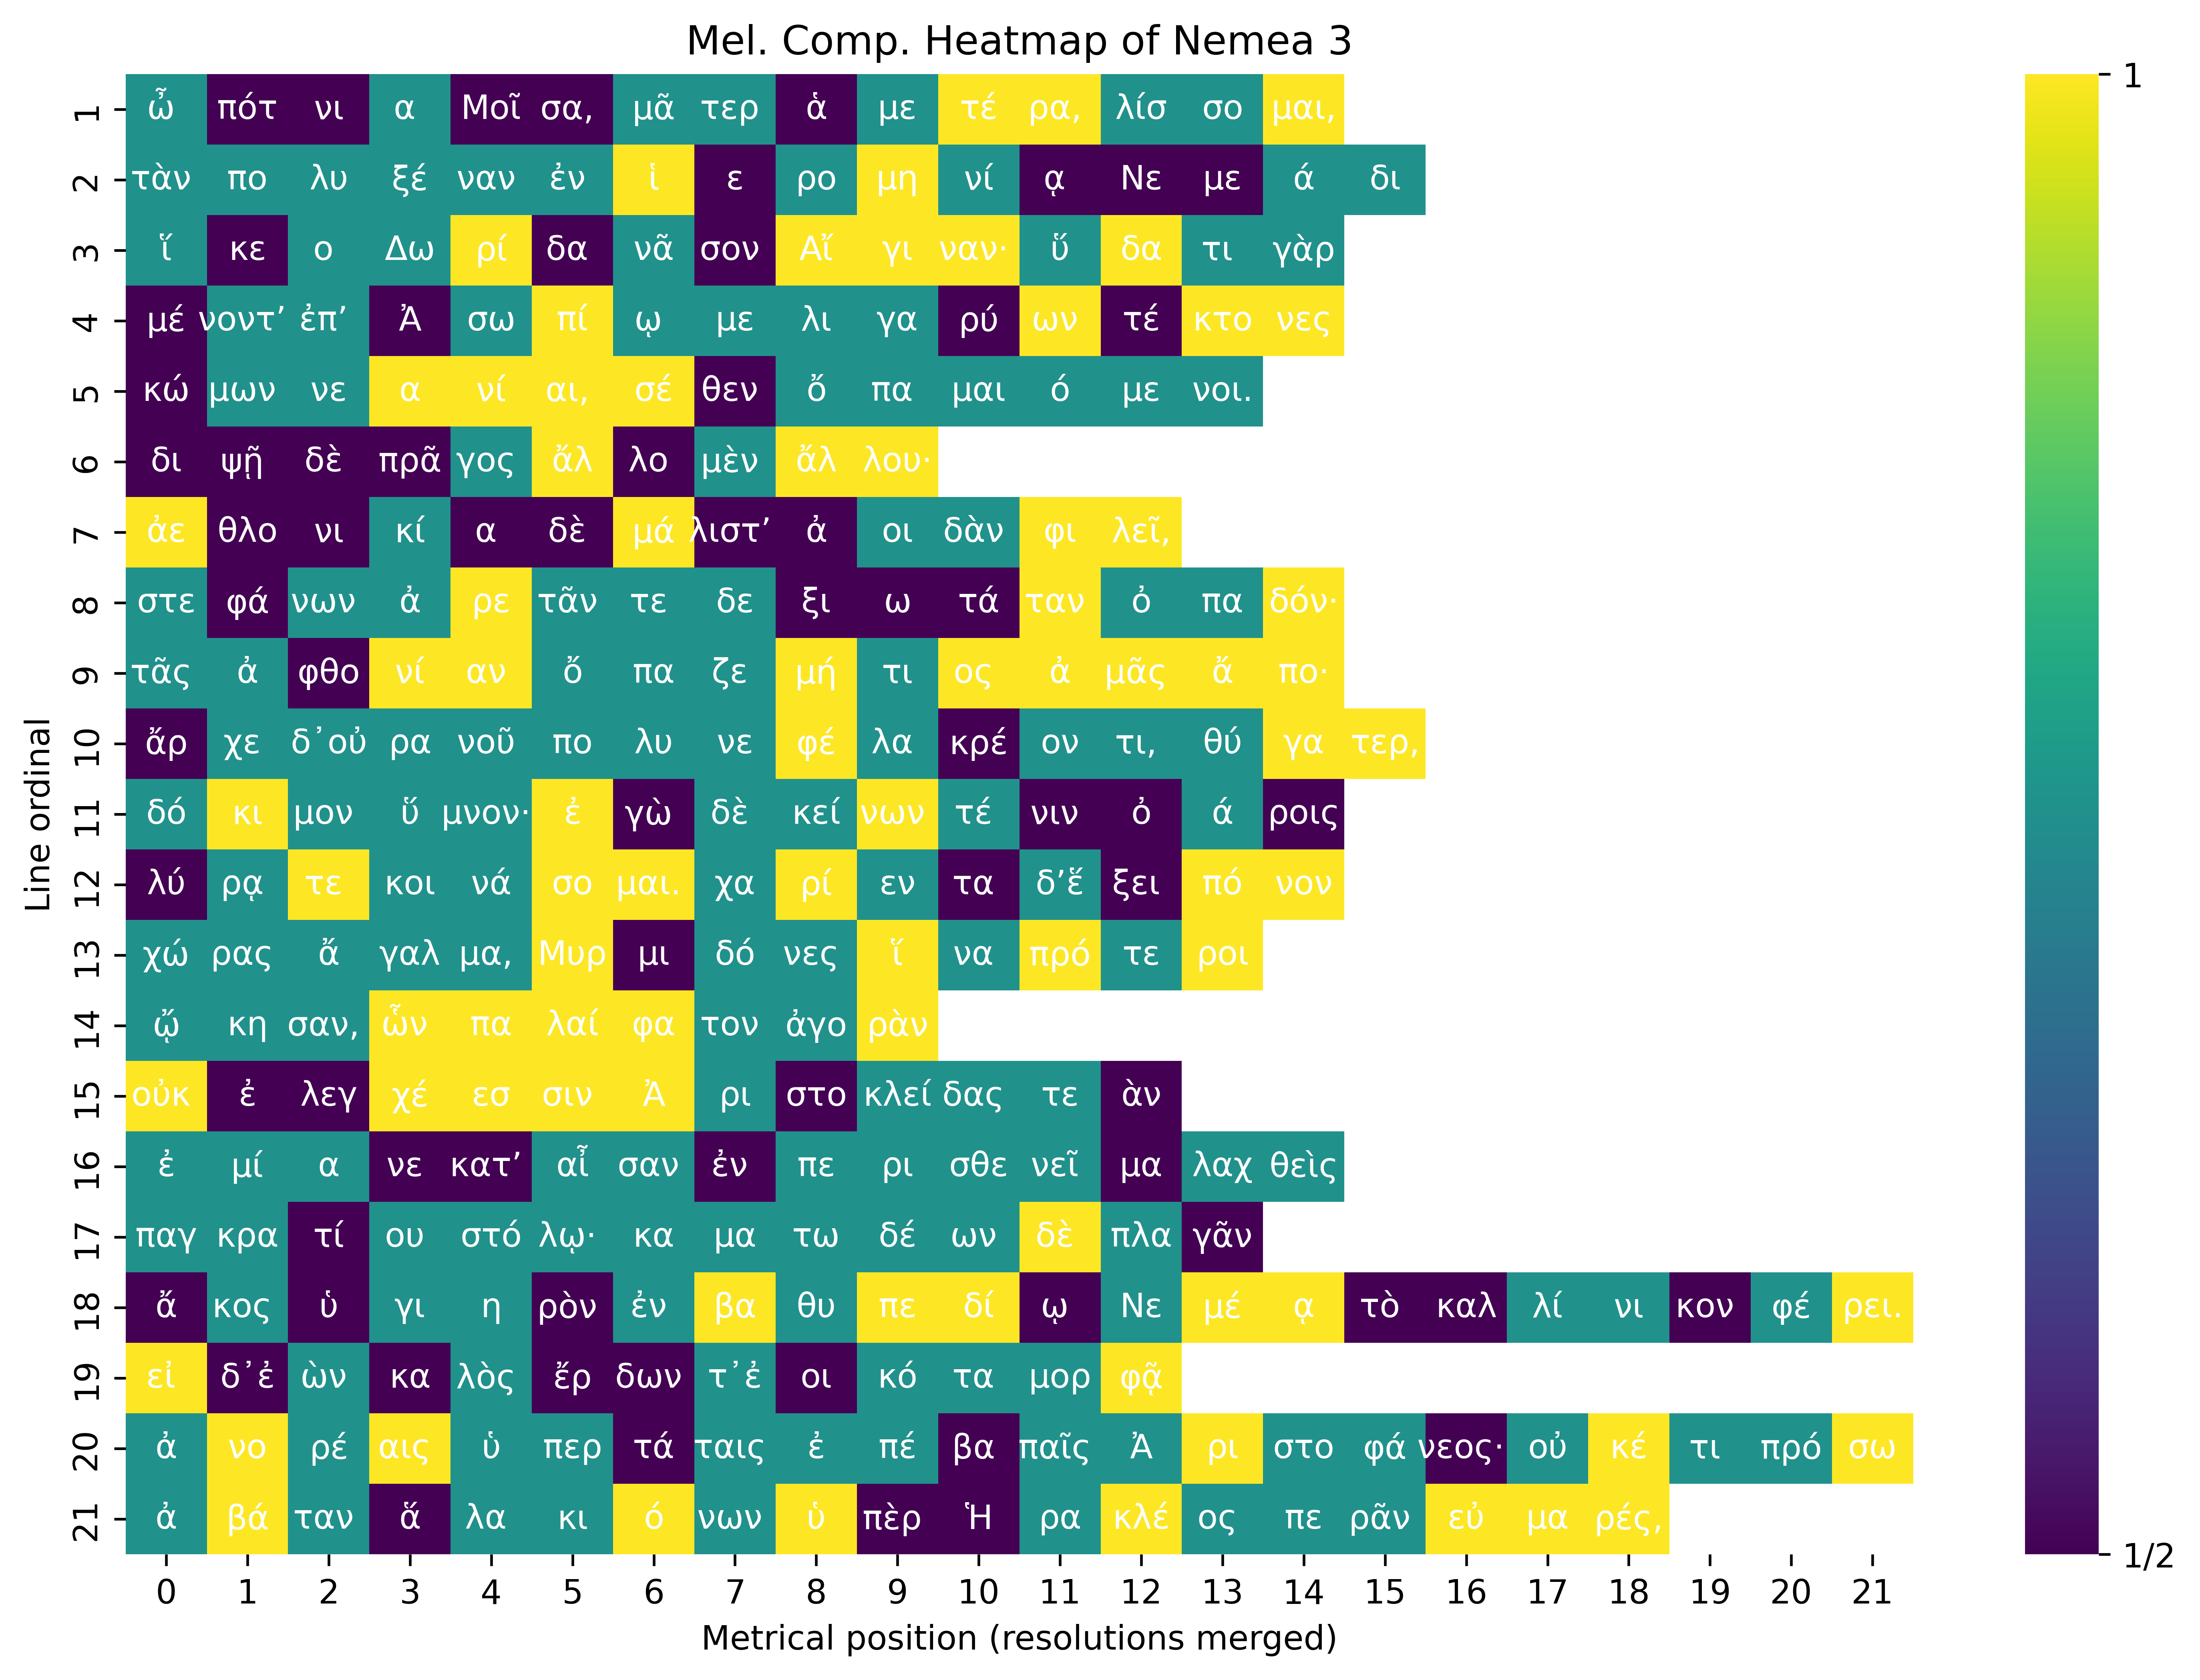 Mel. Comp. Heatmap of Nemea 3
1 ὦ πότ νι α Μοῖ σα, μᾶ τερ ἁ με τέ ρα, λίσ σο μαι,
2 τὰν πο λυ ξέ ναν ἐν ἱ ε ρο μη νί ᾳ Νε με ά δι
3 ἵ κε ο Δω ρί δα νᾶ σον Αἴ γι ναν· ὕ δα τι γὰρ
4 μέ νοντ’ ἐπ’ Ἀ σω πί ῳ με λι γα ρύ ων τέ κτο νες
5 κώ μων νε α νί αι, σέ θεν ὄ πα μαι ό με νοι.
6 δι ψῇ δὲ πρᾶ γος ἄλ λο μὲν ἄλ λου·
7 ἀε θλο νι κί α δὲ μά λιστ’ ἀ οι δὰν φι λεῖ,
8 στε φά νων ἀ ρε τᾶν τε δε ξι ω τά ταν ὀ πα δόν·
9 τᾶς ἀ φθο νί αν ὄ πα ζε μή τι ος ἁ μᾶς ἄ πο·
10 ἄρ χε δ᾽οὐ ρα νοῦ πο λυ νε φέ λα κρέ ον τι, θύ γα τερ,
11 δό κι μον ὕ μνον· ἐ γὼ δὲ κεί νων τέ νιν ὀ ά ροις
12 λύ ρᾳ τε κοι νά σο μαι. χα ρί εν τα δ’ἕ ξει πό νον
13 χώ ρας ἄ γαλ μα, Μυρ μι δό νες ἵ να πρό τε ροι
14 ᾤ κη σαν, ὧν πα λαί φα τον ἀγο ρὰν
15 οὐκ ἐ λεγ χέ εσ σιν Ἀ ρι στο κλεί δας τε ὰν
16 ἐ μί α νε κατ’ αἶ σαν ἐν πε ρι σθε νεῖ μα λαχ θεὶς
17 παγ κρα τί ου στό λῳ· κα μα τω δέ ων δὲ πλα γᾶν
18 ἄ κος ὑ γι η ρὸν ἐν βα θυ πε δί ῳ Νε μέ ᾳ τὸ καλ λί νι κον φέ ρει.
19 εἰ δ᾽ἐ ὼν κα λὸς ἔρ δων τ᾽ἐ οι κό τα μορ φᾷ
20 ἀ νο ρέ αις ὑ περ τά ταις ἐ πέ βα παῖς Ἀ ρι στο φά νεος· οὐ κέ τι πρό σω
21 ἀ βά ταν ἅ λα κι ό νων ὑ πὲρ Ἡ ρα κλέ ος πε ρᾶν εὐ μα ρές,
0 1 2 3 4 5 6 7 8 9 10 11 12 13 14 15 16 17 18 19 20 21
Metrical position (resolutions merged)
Line ordinal
1
1/2